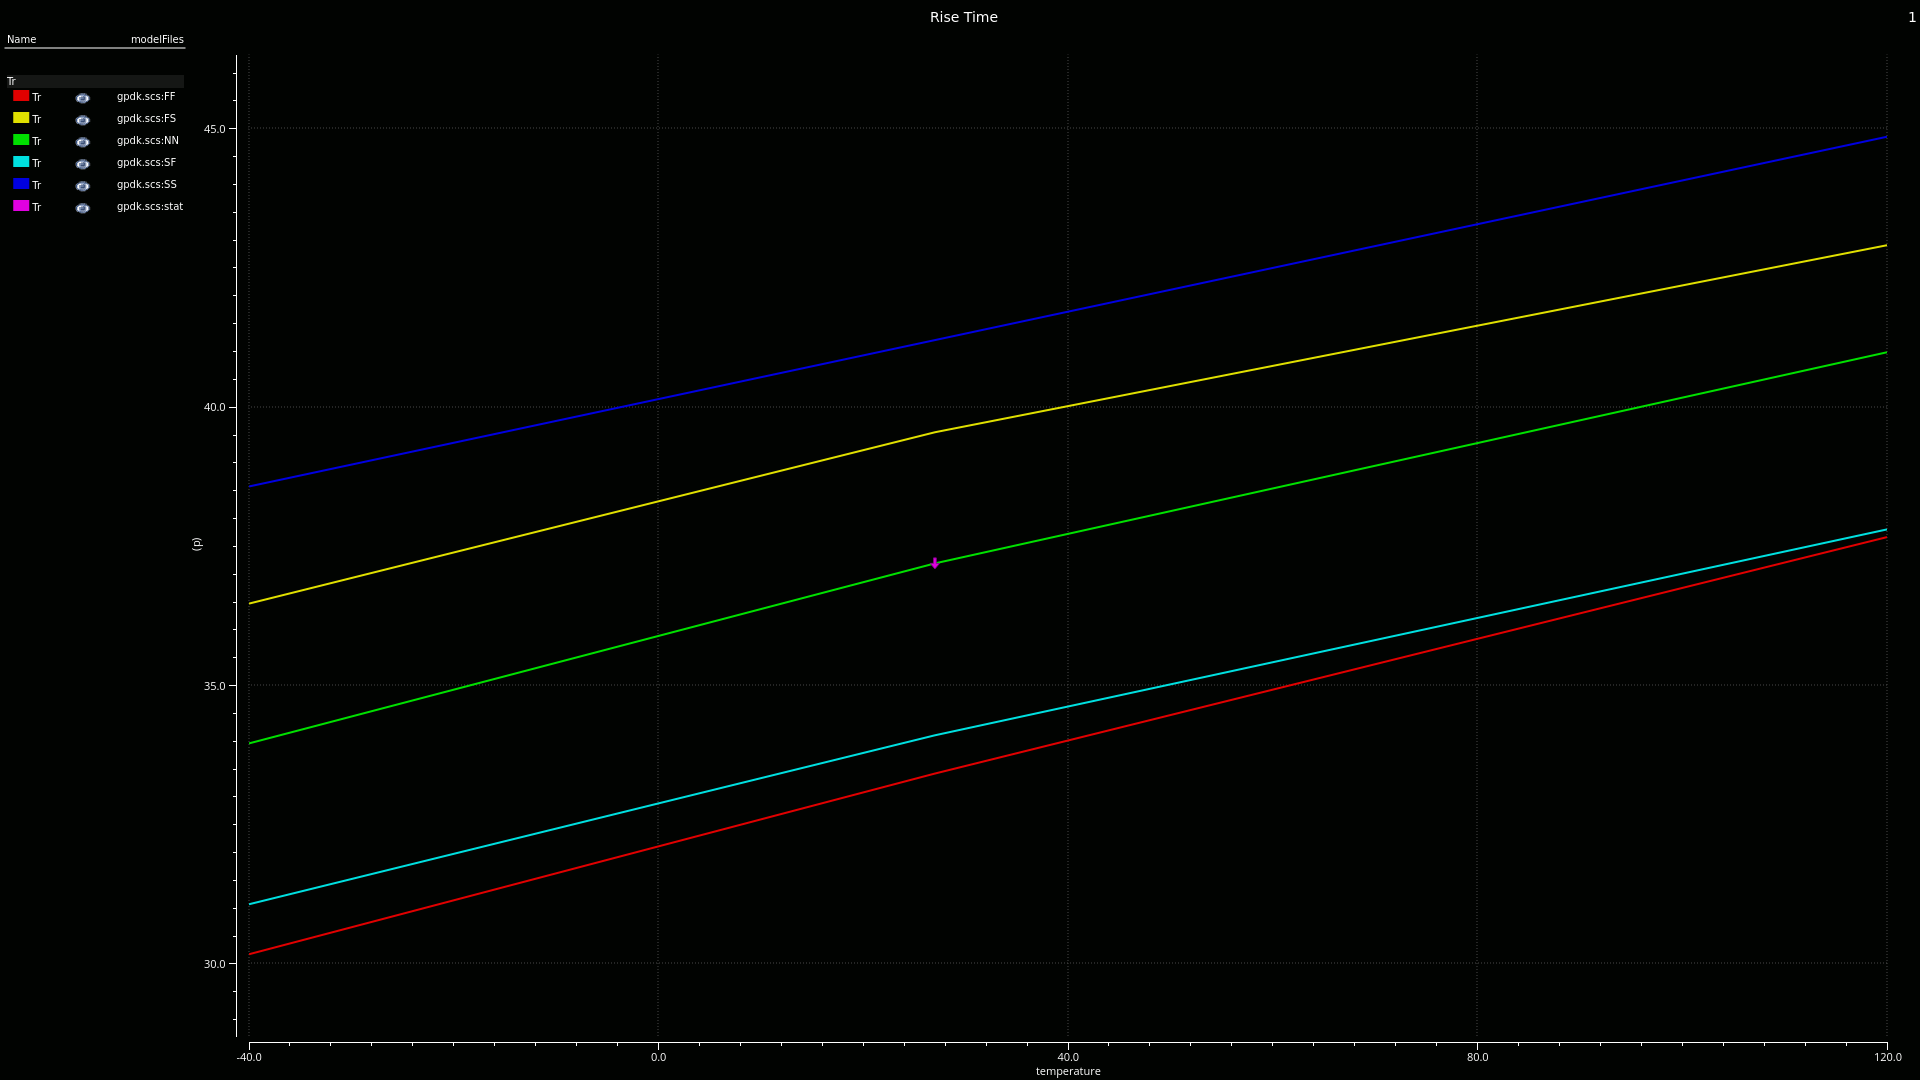 Rise Time
1
Name modelFiles
Tr
Tr gpdk.scs:FF
Tr gpdk.scs:FS
Tr gpdk.scs:NN
Tr gpdk.scs:SF
Tr gpdk.scs:SS
Tr gpdk.scs:stat
45.0
40.0
(p)
35.0
30.0
-40.0 0.0 40.0 80.0 120.0
temperature